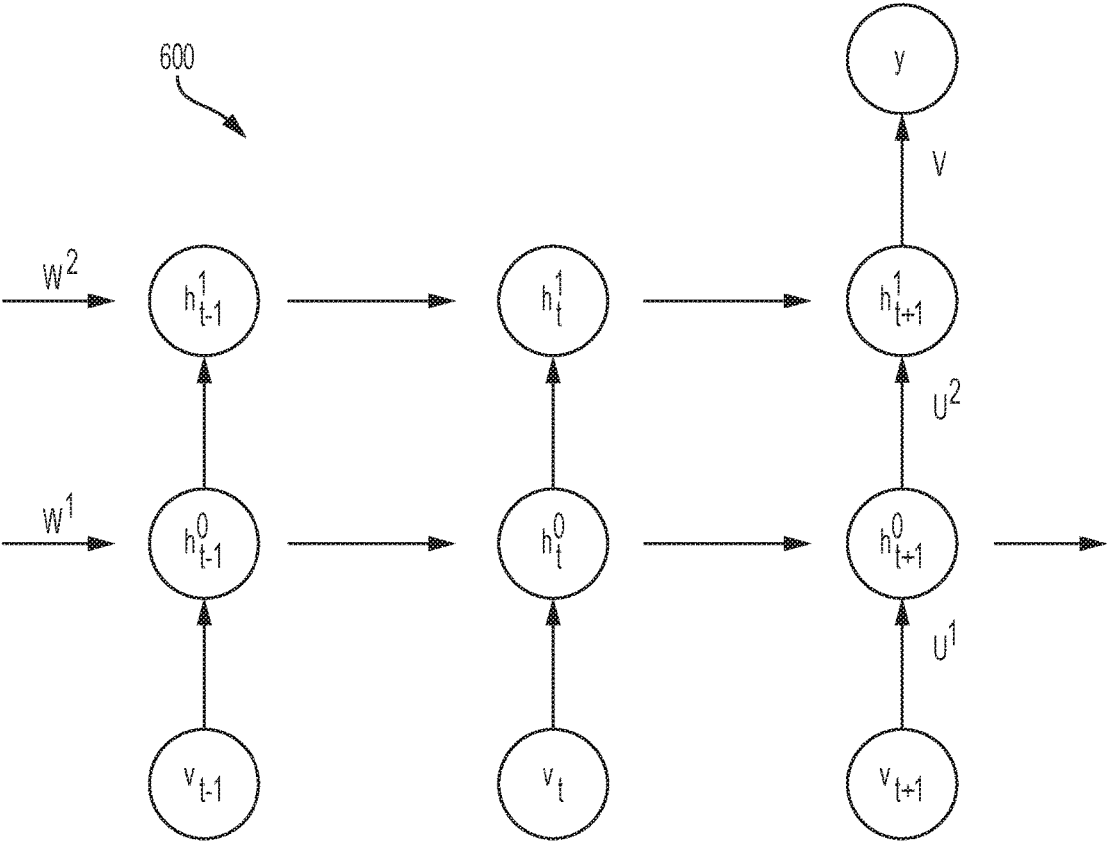 600
y
V
W²
h¹ₜ₋₁
h¹ₜ
h¹ₜ₊₁
U²
W¹
h⁰ₜ₋₁
h⁰ₜ
h⁰ₜ₊₁
U¹
vₜ₋₁
vₜ
vₜ₊₁